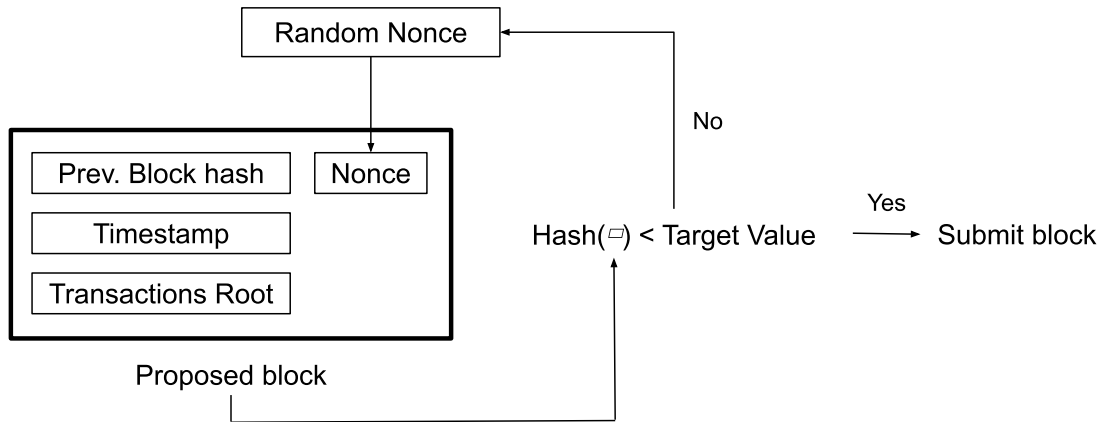 Random Nonce
No
Prev. Block hash
Nonce
Timestamp
Transactions Root
Proposed block
Hash(▱) < Target Value
Yes
Submit block